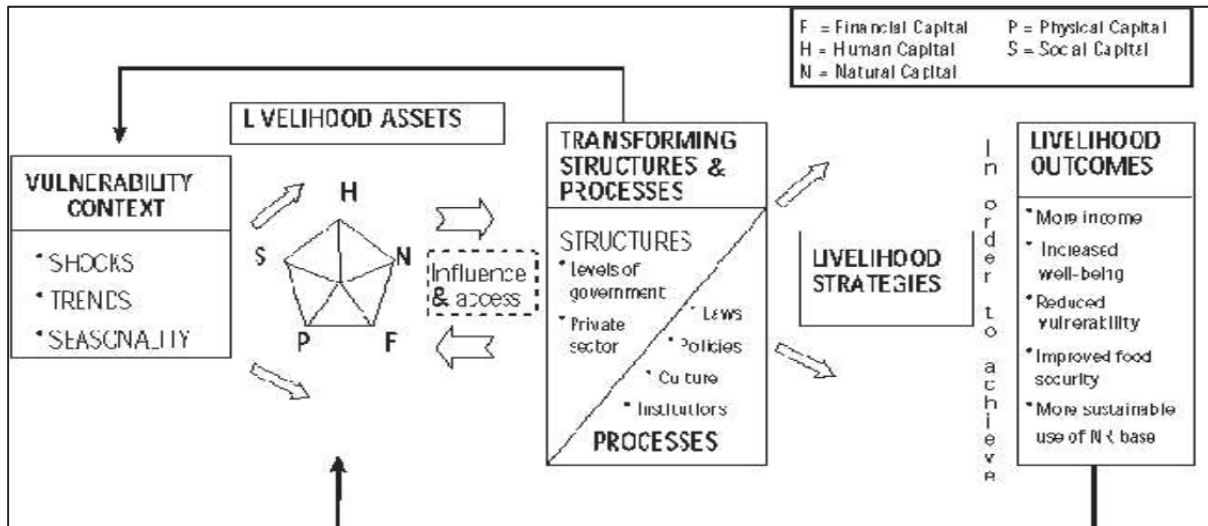 F = Financial Capital P = Physical Capital
H = Human Capital S = Social Capital
N = Natural Capital
LIVELIHOOD ASSETS
VULNERABILITY
CONTEXT
• SHOCKS
• TRENDS
• SEASONALITY
H
S
N
P
F
Influence
& access
TRANSFORMING
STRUCTURES &
PROCESSES
STRUCTURES
• Levels of
government
• Private
sector
• Laws
• Policies
• Culture
• Institutions
PROCESSES
LIVELIHOOD
STRATEGIES
In order to achieve
LIVELIHOOD
OUTCOMES
• More income
• Increased
well-being
• Reduced
vulnerability
• Improved food
security
• More sustainable
use of NR base